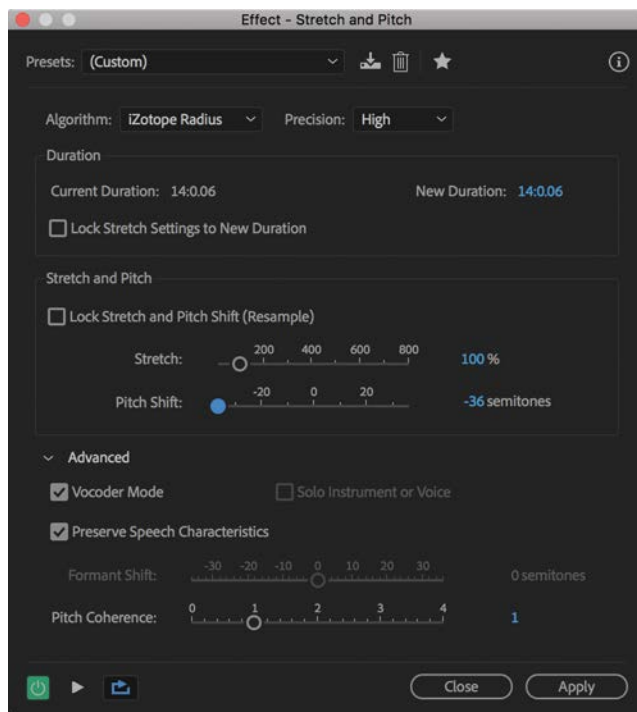 Effect - Stretch and Pitch
Presets: (Custom)
Algorithm: iZotope Radius Precision: High
Duration
Current Duration: 14:0.06 New Duration: 14:0.06
Lock Stretch Settings to New Duration
Stretch and Pitch
Lock Stretch and Pitch Shift (Resample)
200 400 600 800
Stretch: 100 %
-20 0 20
Pitch Shift: -36 semitones
Advanced
Vocoder Mode Solo Instrument or Voice
Preserve Speech Characteristics
-30 -20 -10 0 10 20 30
Formant Shift: 0 semitones
0 1 2 3 4
Pitch Coherence: 1
Close Apply